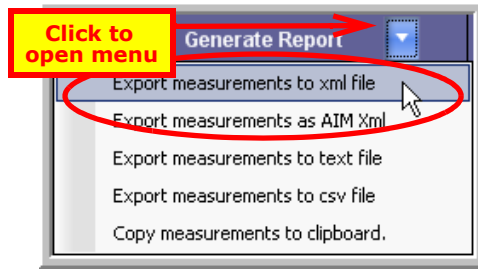 Click to
open menu
Generate Report
Export measurements to xml file
Export measurements as AIM Xml
Export measurements to text file
Export measurements to csv file
Copy measurements to clipboard.